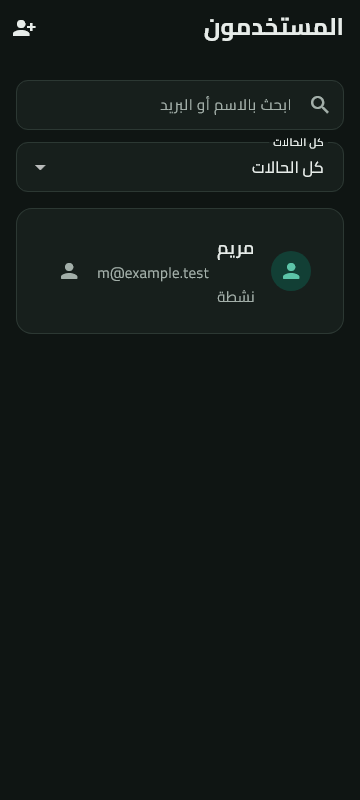 المستخدمون
ابحث بالاسم أو البريد
كل الحالات
كل الحالات
مريم
m@example.test
نشطة